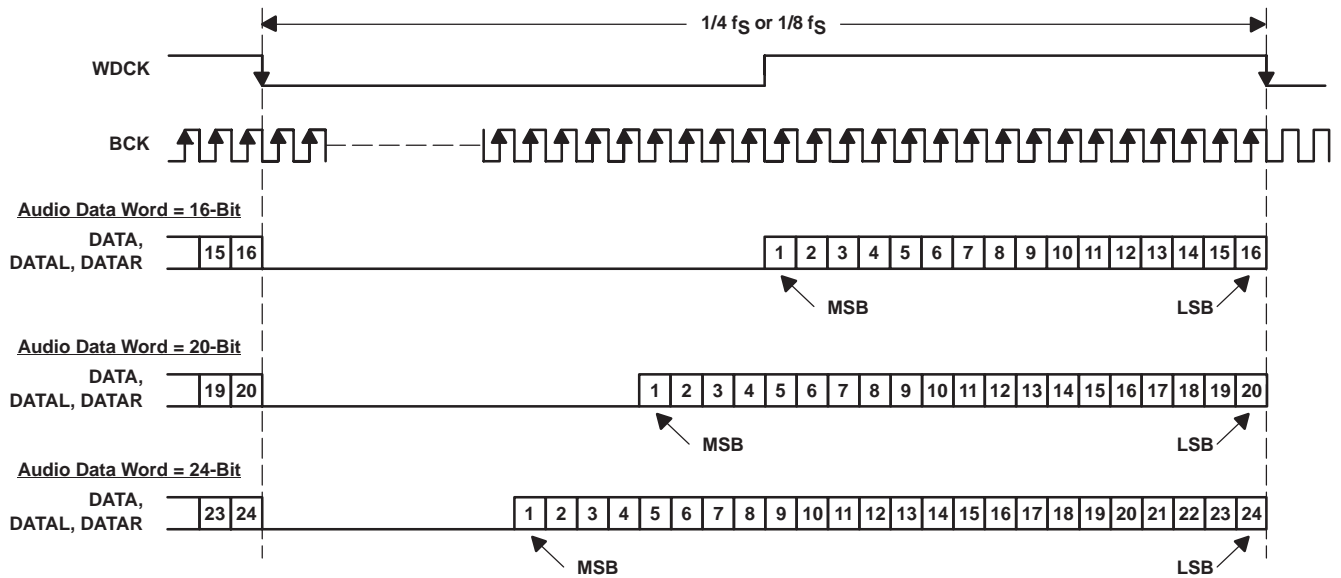 1/4 fS or 1/8 fS
WDCK
BCK
Audio Data Word = 16-Bit
DATA,
DATAL, DATAR
15 16 1 2 3 4 5 6 7 8 9 10 11 12 13 14 15 16
MSB LSB
Audio Data Word = 20-Bit
DATA,
DATAL, DATAR
19 20 1 2 3 4 5 6 7 8 9 10 11 12 13 14 15 16 17 18 19 20
MSB LSB
Audio Data Word = 24-Bit
DATA,
DATAL, DATAR
23 24 1 2 3 4 5 6 7 8 9 10 11 12 13 14 15 16 17 18 19 20 21 22 23 24
MSB LSB